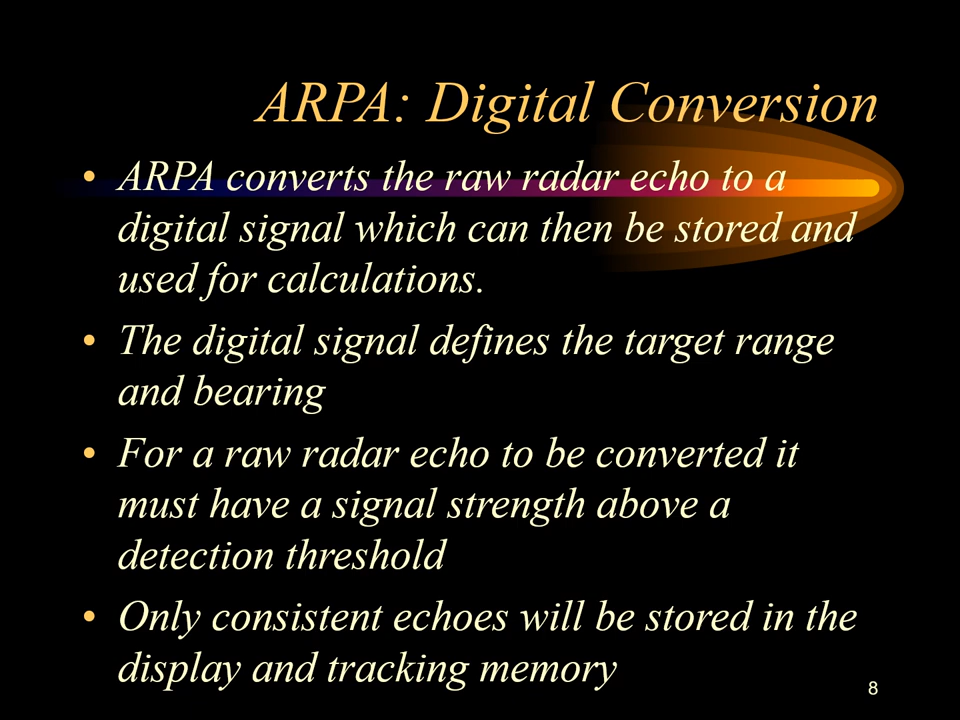 ARPA: Digital Conversion
• ARPA converts the raw radar echo to a
digital signal which can then be stored and
used for calculations.
• The digital signal defines the target range
and bearing
• For a raw radar echo to be converted it
must have a signal strength above a
detection threshold
• Only consistent echoes will be stored in the
display and tracking memory
8